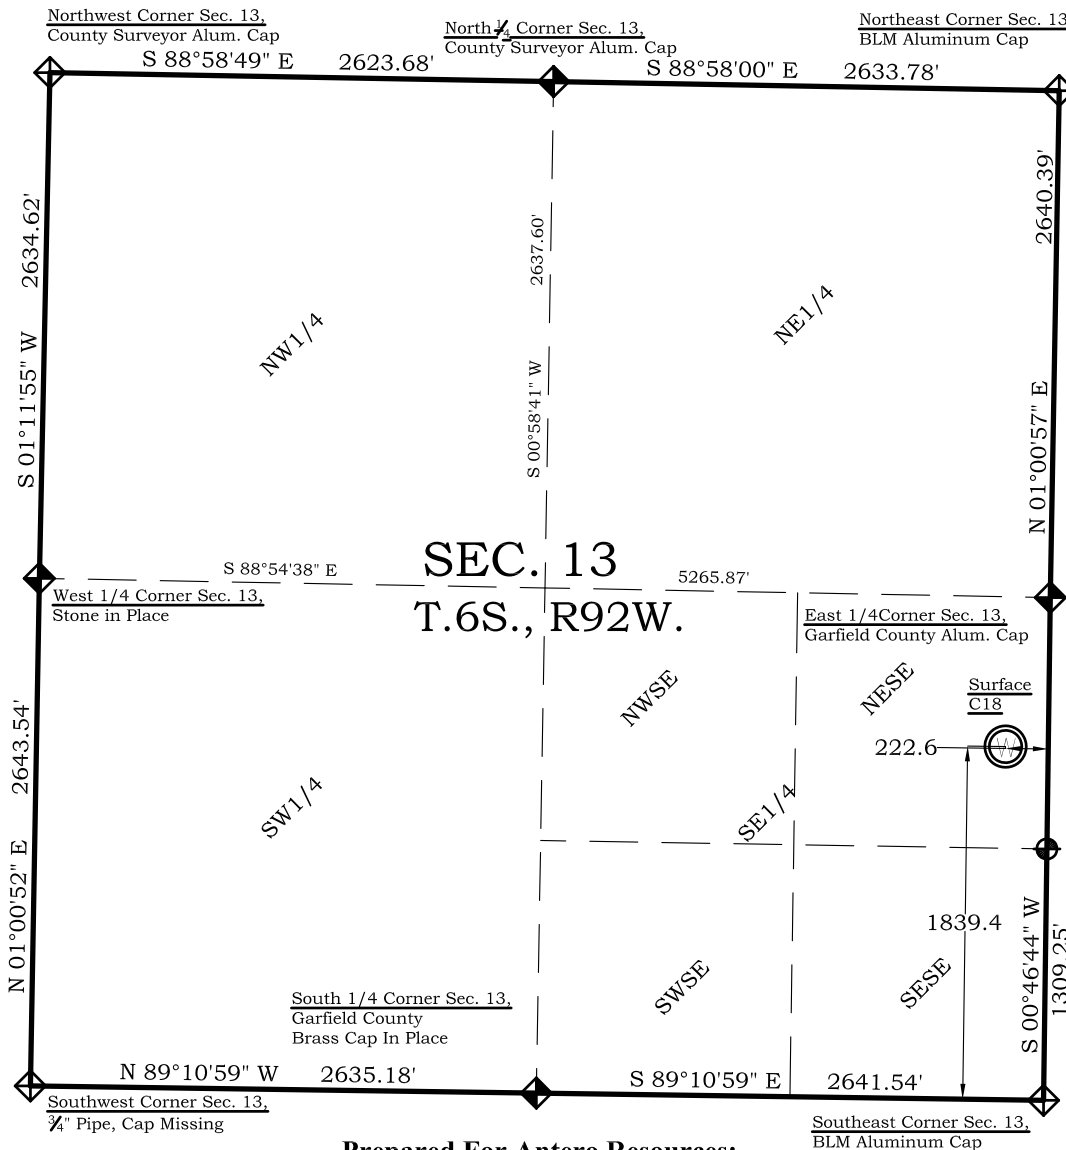 Northwest Corner Sec. 13,
County Surveyor Alum. Cap
North 1/4 Corner Sec. 13,
County Surveyor Alum. Cap
Northeast Corner Sec. 13
BLM Aluminum Cap
S 88°58'49" E 2623.68'
S 88°58'00" E 2633.78'
2634.62'
S 01°11'55" W
2637.60'
S 00°58'41" W
2640.39'
N 01°00'57" E
NW1/4
NE1/4
SEC. 13
T.6S., R92W.
S 88°54'38" E
5265.87'
West 1/4 Corner Sec. 13,
Stone in Place
East 1/4Corner Sec. 13,
Garfield County Alum. Cap
NWSE
NESE
Surface
C18
222.6
W
2643.54'
N 01°00'52" E
SW1/4
SE1/4
1839.4
S 00°46'44" W
1309.25'
SWSE
SESE
South 1/4 Corner Sec. 13,
Garfield County
Brass Cap In Place
N 89°10'59" W 2635.18'
S 89°10'59" E 2641.54'
Southwest Corner Sec. 13,
3/4" Pipe, Cap Missing
Southeast Corner Sec. 13,
BLM Aluminum Cap
Prepared For Antero Resources: